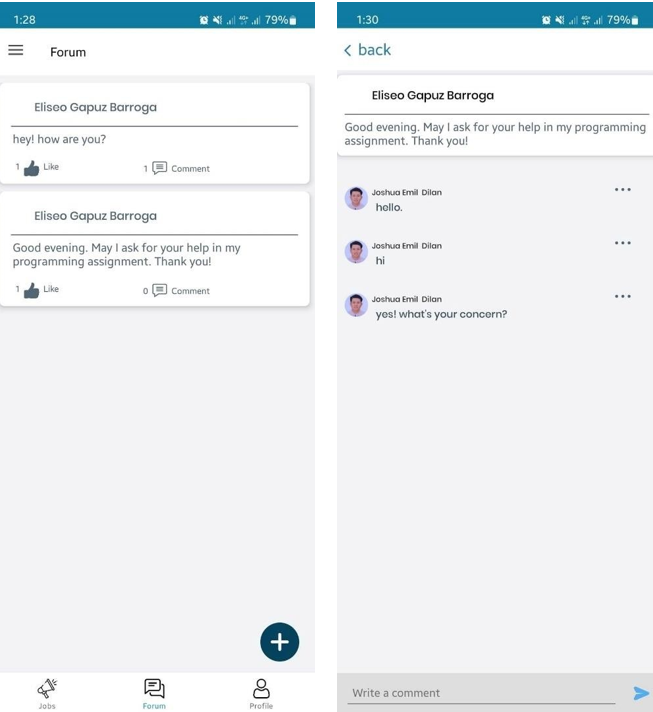 1:28
79%
Forum
Eliseo Gapuz Barroga
hey! how are you?
1 Like
1 Comment
Eliseo Gapuz Barroga
Good evening. May I ask for your help in my
programming assignment. Thank you!
1 Like
0 Comment
Jobs
Forum
Profile
1:30
79%
back
Eliseo Gapuz Barroga
Good evening. May I ask for your help in my programming
assignment. Thank you!
Joshua Emil Dilan
hello.
Joshua Emil Dilan
hi
Joshua Emil Dilan
yes! what's your concern?
Write a comment